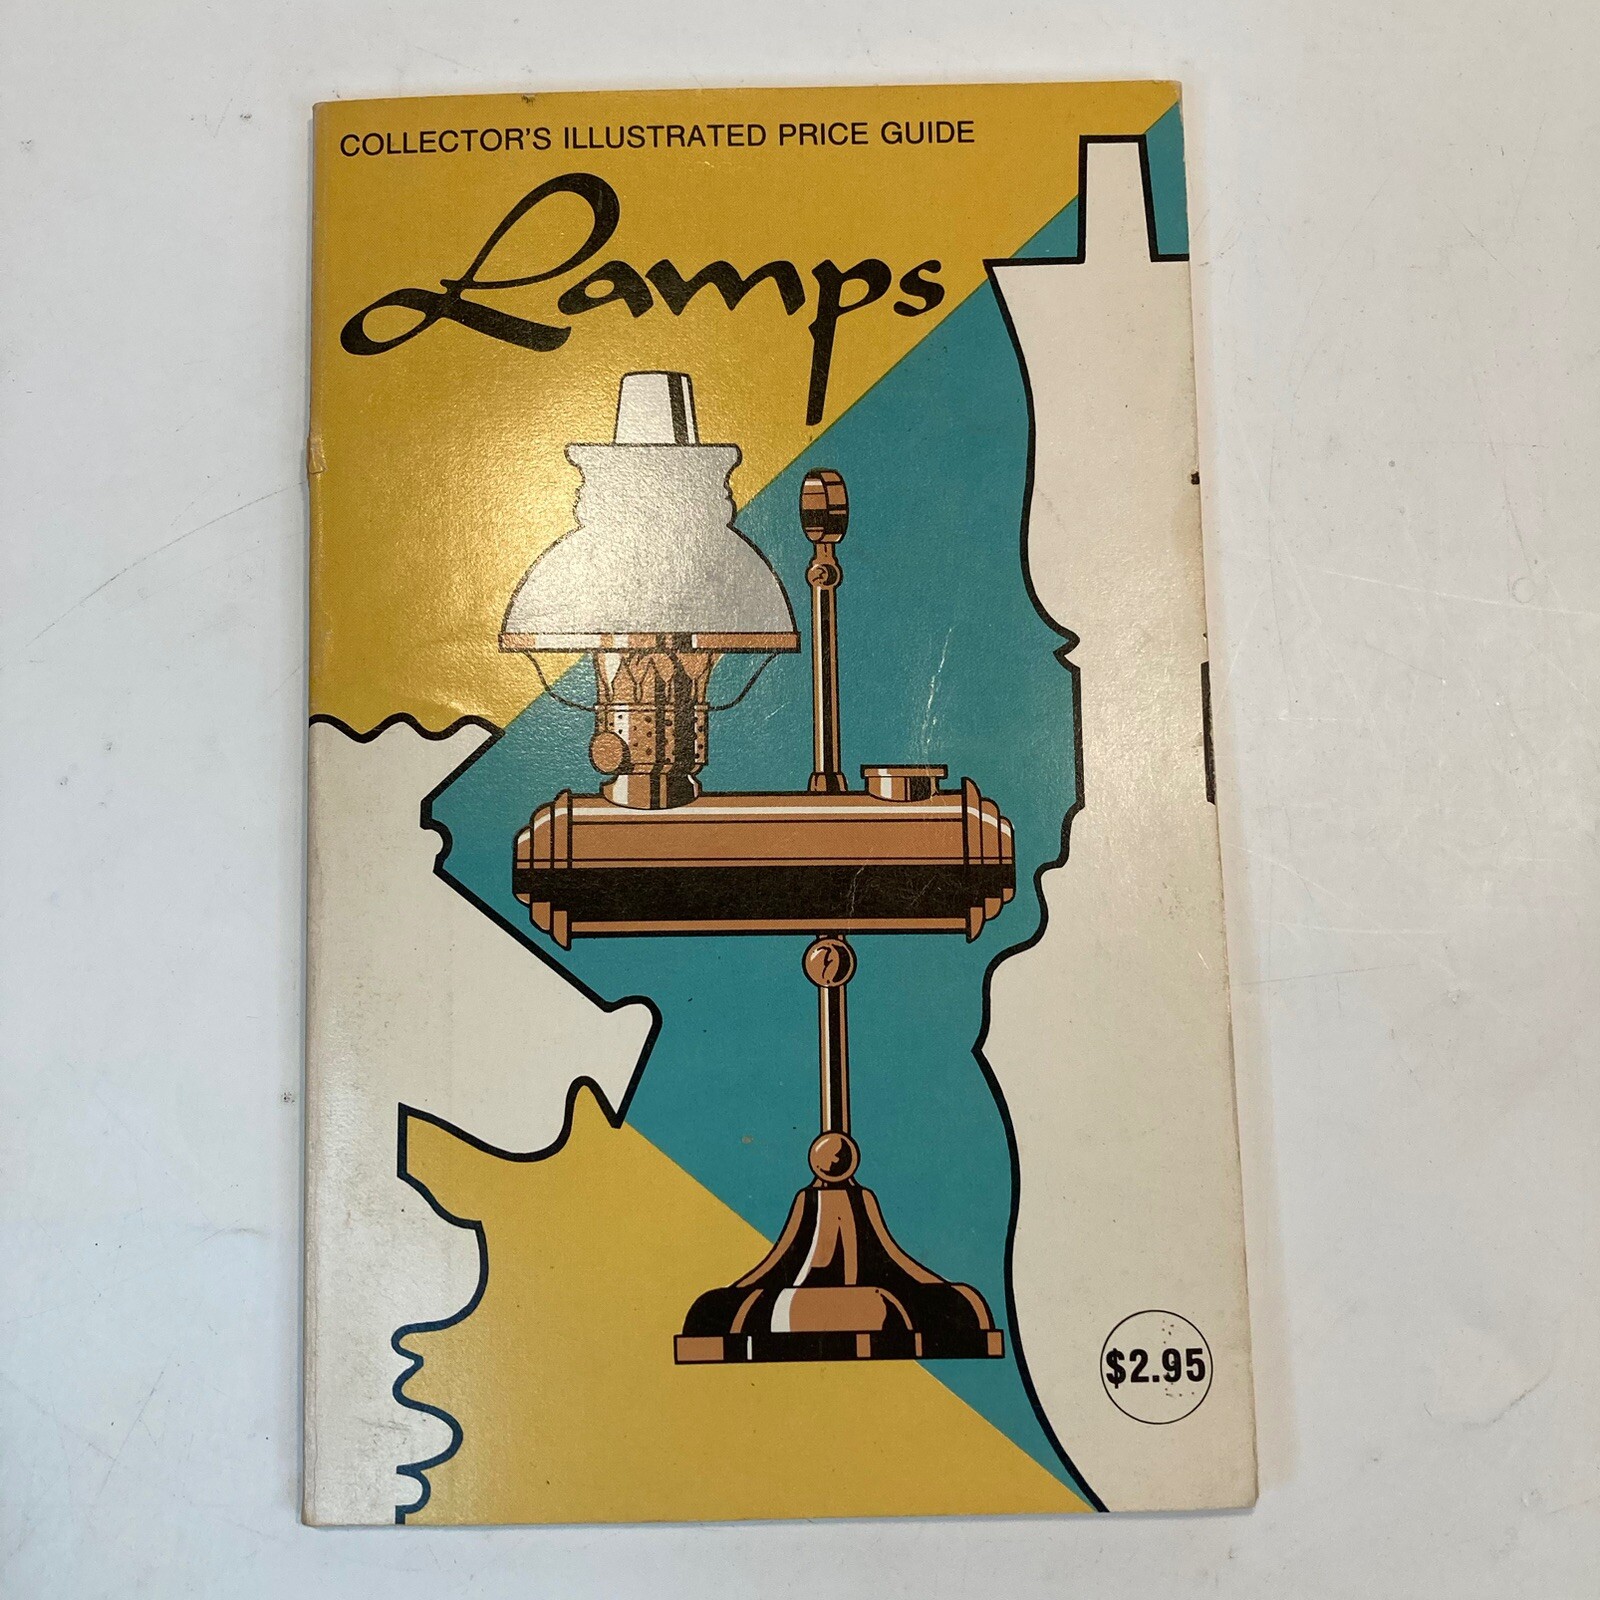 COLLECTOR'S ILLUSTRATED PRICE GUIDE
Lamps
$2.95